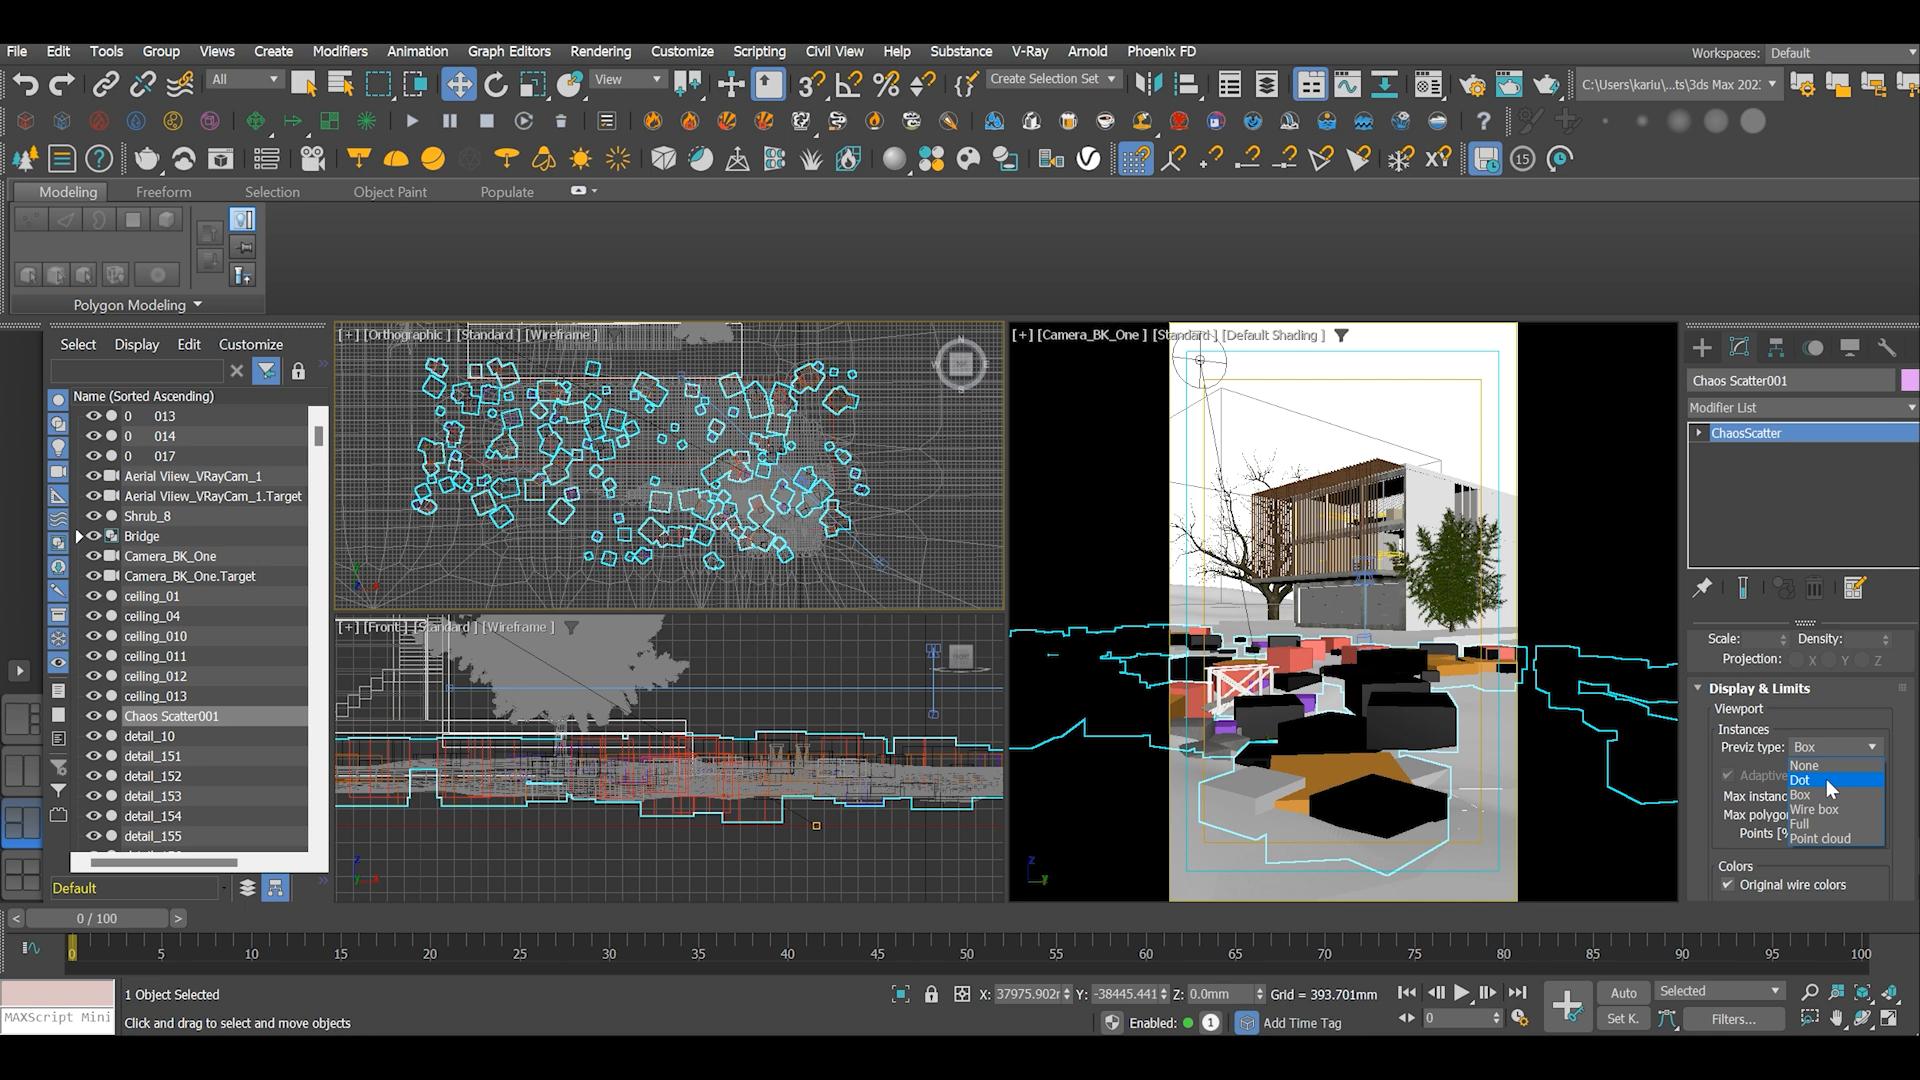 File Edit Tools Group Views Create Modifiers Animation Graph Editors Rendering Customize Scripting Civil View Help Substance V-Ray Arnold Phoenix FD
Workspaces: Default
All
View
Create Selection Set
C:\Users\kariu\...ts\3ds Max 202
15
Modeling Freeform Selection Object Paint Populate
Polygon Modeling
Select Display Edit Customize
Name (Sorted Ascending)
0 013
0 014
0 017
Aerial Viiew_VRayCam_1
Aerial Viiew_VRayCam_1.Target
Shrub_8
Bridge
Camera_BK_One
Camera_BK_One.Target
ceiling_01
ceiling_04
ceiling_010
ceiling_011
ceiling_012
ceiling_013
Chaos Scatter001
detail_10
detail_151
detail_152
detail_153
detail_154
detail_155
Default
[+] [Orthographic ] [Standard ] [Wireframe ]
[+] [Front ] [Standard ] [Wireframe ]
[+] [Camera_BK_One ] [Standard ] [Default Shading ]
Chaos Scatter001
Modifier List
ChaosScatter
Scale: Density:
Projection: X Y Z
Display & Limits
Viewport
Instances
Previz type: Box
None
Adaptive
Dot
Box
Max instanc
Wire box
Max polygo
Full
Points [%
Point cloud
Colors
Original wire colors
0 / 100
0 5 10 15 20 25 30 35 40 45 50 55 60 65 70 75 80 85 90 95 100
MAXScript Mini
1 Object Selected
Click and drag to select and move objects
X: 37975.902r Y: -38445.441 Z: 0.0mm Grid = 393.701mm
Enabled: 1 Add Time Tag
0
Auto Selected
Set K. Filters...